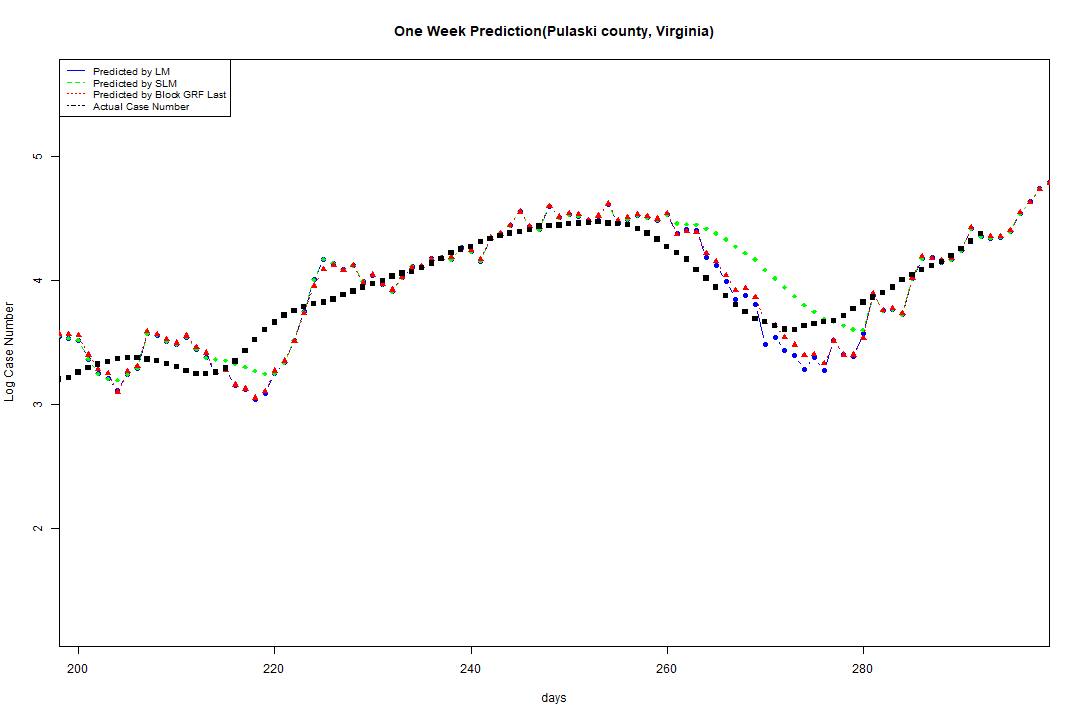 One Week Prediction(Pulaski county, Virginia)
Predicted by LM
Predicted by SLM
Predicted by Block GRF Last
Actual Case Number
5
4
3
2
Log Case Number
200 220 240 260 280
days